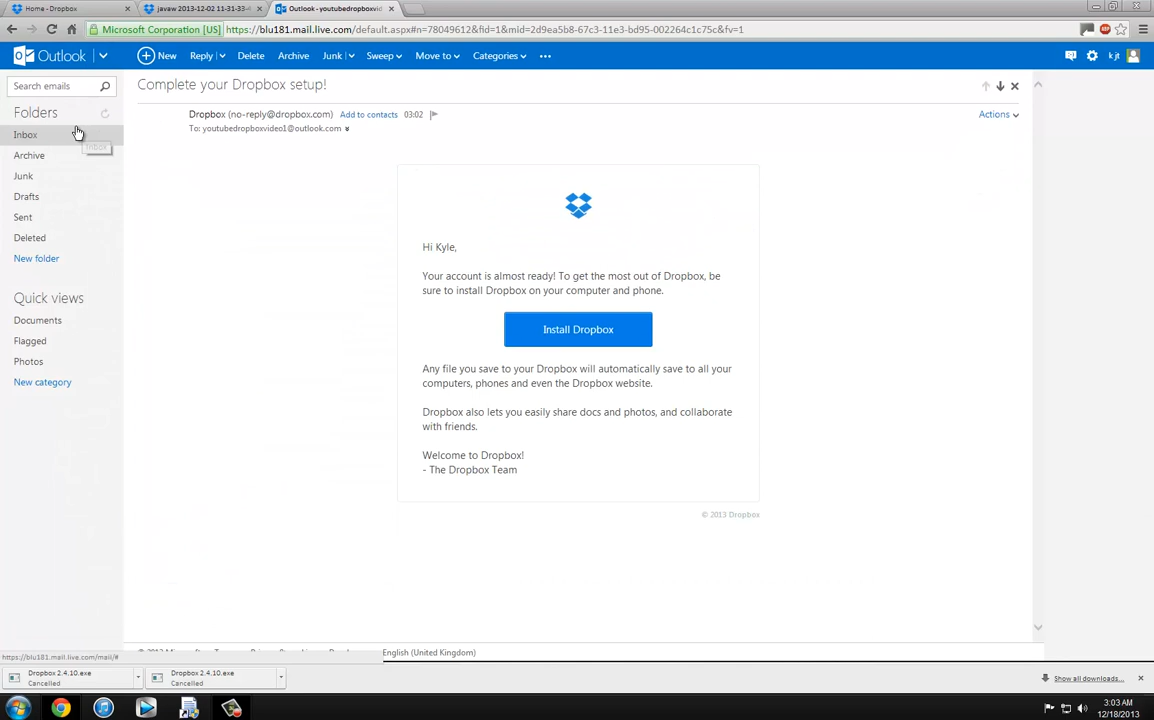 Home - Dropbox
javaw 2013-12-02 11-31-33-4
Outlook - youtubedropboxvid
Microsoft Corporation [US]
https://blu181.mail.live.com/default.aspx#n=78049612&fid=1&mid=2d9ea5b8-67c3-11e3-bd95-002264c1c75c&fv=1
Outlook
New
Reply
Delete
Archive
Junk
Sweep
Move to
Categories
k jt
Search emails
Folders
Inbox
Inbox
Archive
Junk
Drafts
Sent
Deleted
New folder
Quick views
Documents
Flagged
Photos
New category
Complete your Dropbox setup!
Dropbox (no-reply@dropbox.com)
Add to contacts
03:02
Actions
To: youtubedropboxvideo1@outlook.com
Hi Kyle,
Your account is almost ready! To get the most out of Dropbox, be
sure to install Dropbox on your computer and phone.
Install Dropbox
Any file you save to your Dropbox will automatically save to all your
computers, phones and even the Dropbox website.
Dropbox also lets you easily share docs and photos, and collaborate
with friends.
Welcome to Dropbox!
- The Dropbox Team
© 2013 Dropbox
English (United Kingdom)
https://blu181.mail.live.com/mail/#
Dropbox 2.4.10.exe
Cancelled
Dropbox 2.4.10.exe
Cancelled
Show all downloads...
3:03 AM
12/18/2013